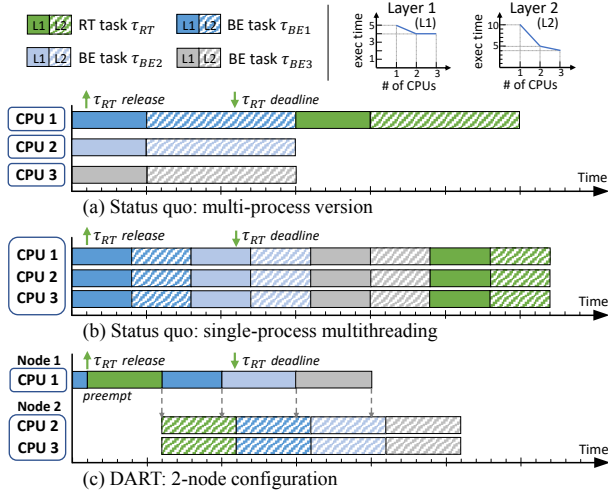 L1 L2 RT task τRT
L1 L2 BE task τBE1
L1 L2 BE task τBE2
L1 L2 BE task τBE3
Layer 1
(L1)
exec time
5
1 2 3
# of CPUs
Layer 2
(L2)
exec time
10
5
1 2 3
# of CPUs
τRT release
τRT deadline
CPU 1
CPU 2
CPU 3
Time
(a) Status quo: multi-process version
τRT release
τRT deadline
CPU 1
CPU 2
CPU 3
Time
(b) Status quo: single-process multithreading
Node 1
τRT release
τRT deadline
CPU 1
preempt
Node 2
CPU 2
CPU 3
Time
(c) DART: 2-node configuration